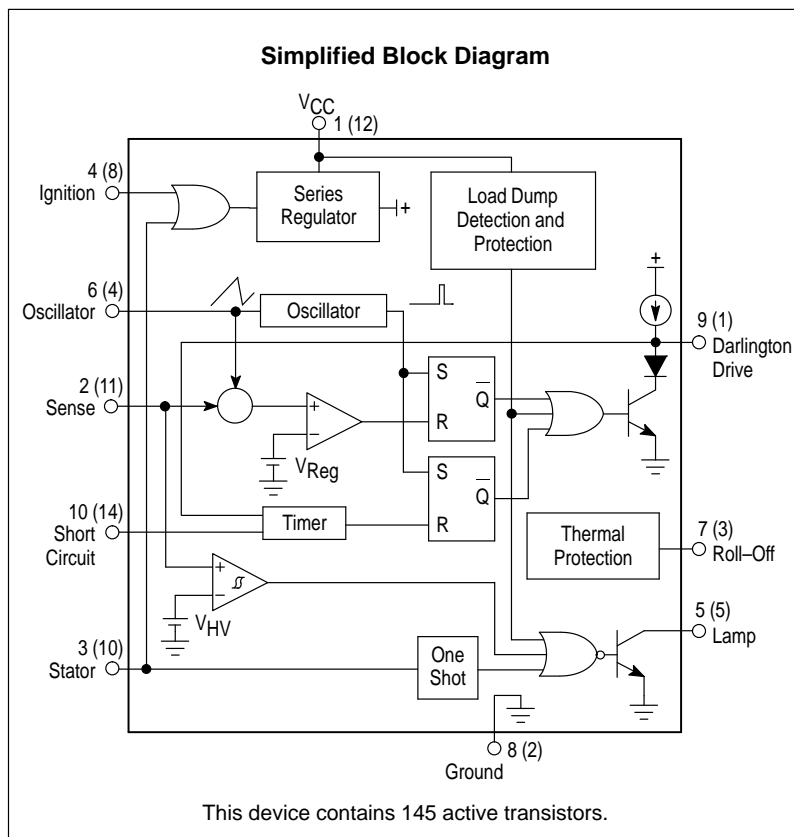 Simplified Block Diagram
VCC
1 (12)
4 (8)
Ignition
Series
Regulator
+
Load Dump
Detection and
Protection
+
6 (4)
Oscillator
Oscillator
9 (1)
Darlington
Drive
2 (11)
Sense
+
−
VReg
S
R
Q
S
R
Q
10 (14)
Short
Circuit
Timer
Thermal
Protection
7 (3)
Roll–Off
+
−
VHV
5 (5)
Lamp
3 (10)
Stator
One
Shot
8 (2)
Ground
This device contains 145 active transistors.